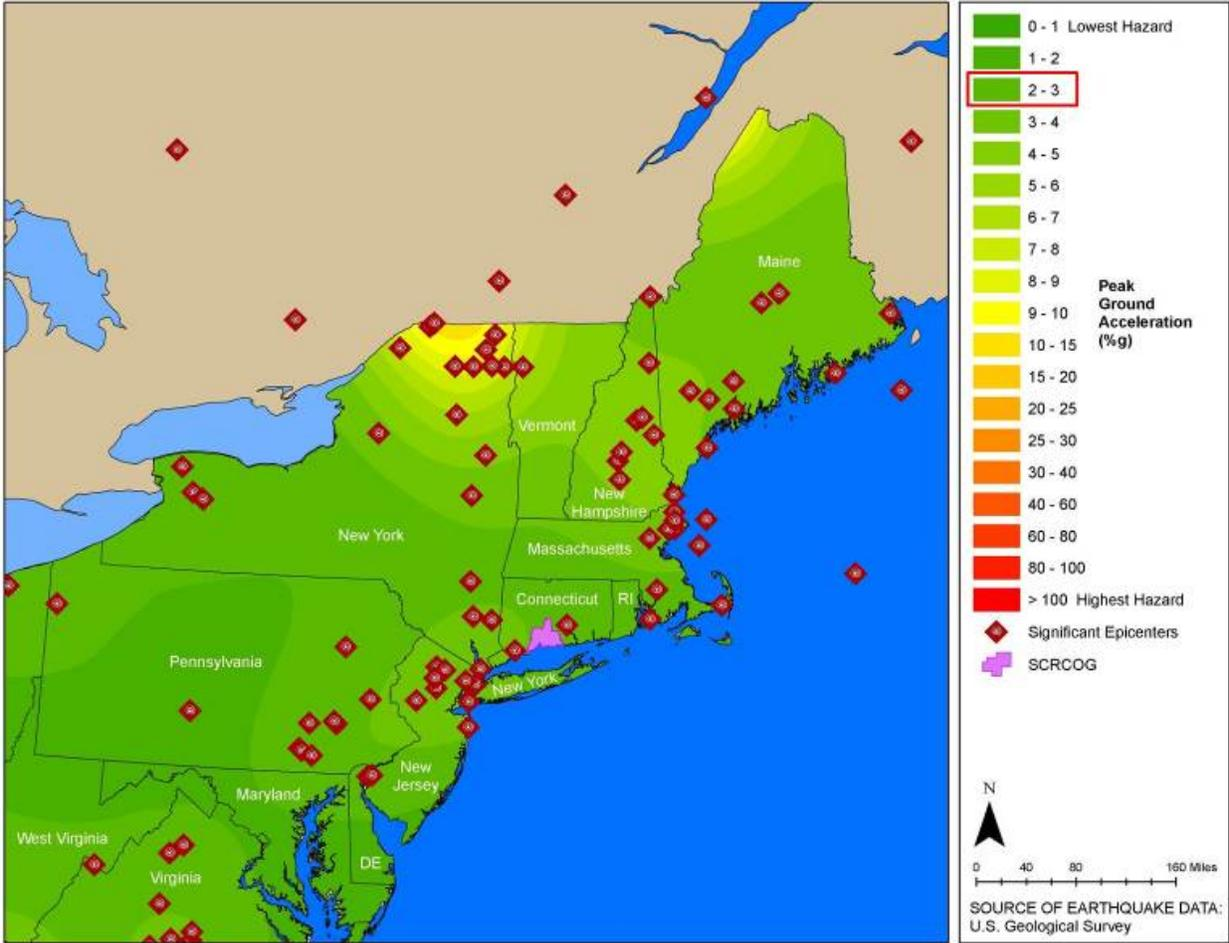 Maine
Vermont
New
Hampshire
New York
Massachusetts
Connecticut
RI
Pennsylvania
New York
New
Jersey
Maryland
West Virginia
DE
Virginia
0 - 1 Lowest Hazard
1 - 2
2 - 3
3 - 4
4 - 5
5 - 6
6 - 7
7 - 8
8 - 9
9 - 10
10 - 15
15 - 20
20 - 25
25 - 30
30 - 40
40 - 60
60 - 80
80 - 100
> 100 Highest Hazard
Peak
Ground
Acceleration
(%g)
Significant Epicenters
SCRCOG
N
0 40 80 160 Miles
SOURCE OF EARTHQUAKE DATA:
U.S. Geological Survey